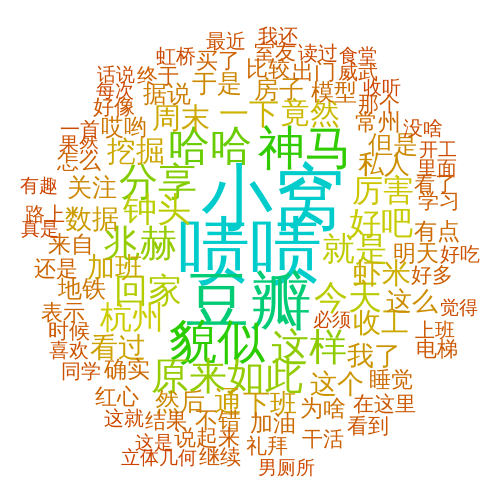 最近 我还
虹桥 买了 室友 读过 食堂
话说 终于 于是 比较 出门 威武
每次 据说 房子 模型 收听
好像 周末 一下 竟然 那个
一首 哎哟 哈哈 神马 常州 没啥
果然 挖掘 但是 开工
怎么 分享 小窝 私人 里面
有趣 关注 厉害 看了
钟头 学习
路上 数据 啧啧 好吧 有点
真是 兆赫 就是
来自 明天 好吃
还是 加班 虾米 好多
地铁 回家 豆瓣 今天 这么 觉得
表示 杭州 必须 收工
时候 貌似 上班
喜欢 看过 这样 我了 电梯
同学 确实 原来如此 这个 睡觉
红心 然后 通 下班 为啥 在这里
这就 结果 不错 加油 看到
这是 说起来 礼拜 干活
立体几何 继续
男厕所